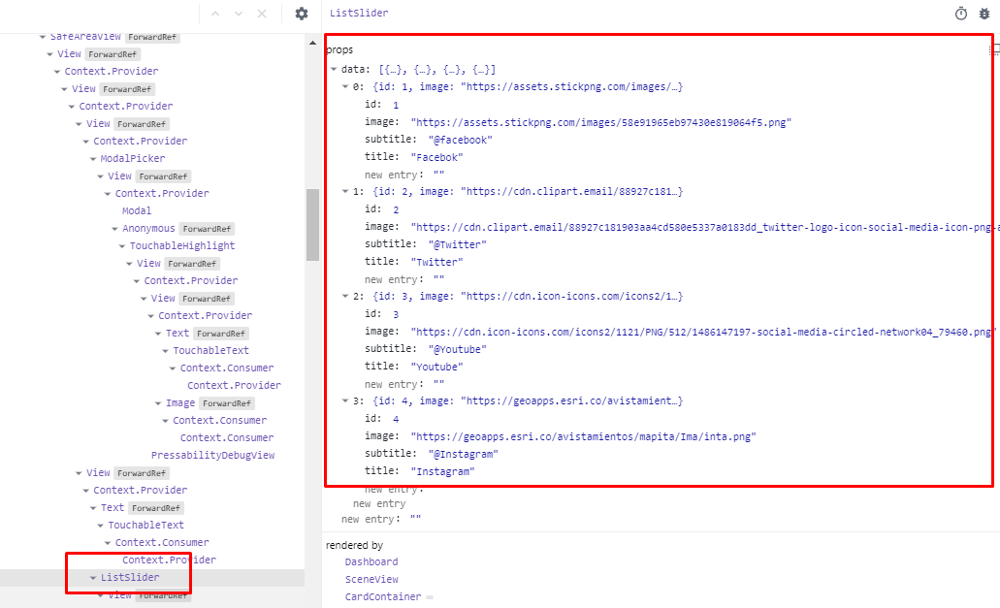 SafeAreaView ForwardRef
View ForwardRef
Context.Provider
View ForwardRef
Context.Provider
View ForwardRef
Context.Provider
ModalPicker
View ForwardRef
Context.Provider
Modal
Anonymous ForwardRef
TouchableHighlight
View ForwardRef
Context.Provider
View ForwardRef
Context.Provider
Text ForwardRef
TouchableText
Context.Consumer
Context.Provider
Image ForwardRef
Context.Consumer
Context.Consumer
PressabilityDebugView
View ForwardRef
Context.Provider
Text ForwardRef
TouchableText
Context.Consumer
Context.Provider
ListSlider
View ForwardRef
ListSlider
props
data: [{…}, {…}, {…}, {…}]
0: {id: 1, image: "https://assets.stickpng.com/images/…}
id: 1
image: "https://assets.stickpng.com/images/58e91965eb97430e819064f5.png"
subtitle: "@facebook"
title: "Facebok"
new entry: ""
1: {id: 2, image: "https://cdn.clipart.email/88927c181…}
id: 2
image: "https://cdn.clipart.email/88927c181903aa4cd580e5337a0183dd_twitter-logo-icon-social-media-icon-png-a
subtitle: "@Twitter"
title: "Twitter"
new entry: ""
2: {id: 3, image: "https://cdn.icon-icons.com/icons2/1…}
id: 3
image: "https://cdn.icon-icons.com/icons2/1121/PNG/512/1486147197-social-media-circled-network04_79460.png"
subtitle: "@Youtube"
title: "Youtube"
new entry: ""
3: {id: 4, image: "https://geoapps.esri.co/avistamient…}
id: 4
image: "https://geoapps.esri.co/avistamientos/mapita/Ima/inta.png"
subtitle: "@Instagram"
title: "Instagram"
new entry:
new entry
new entry: ""
rendered by
Dashboard
SceneView
CardContainer